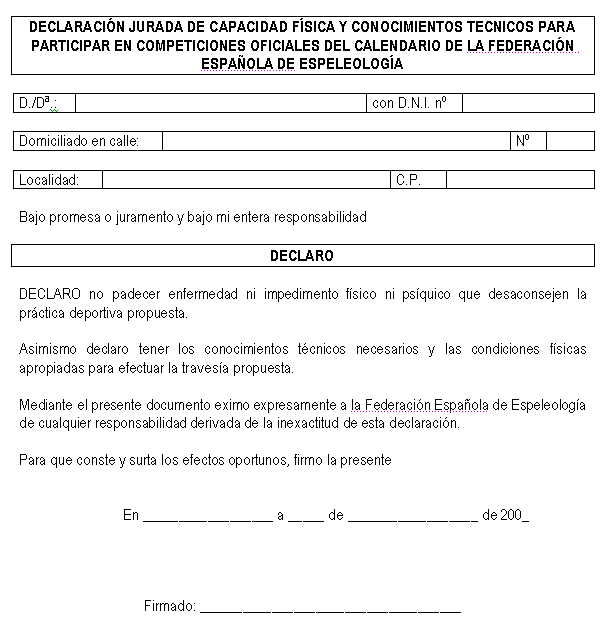 DECLARACIÓN JURADA DE CAPACIDAD FÍSICA Y CONOCIMIENTOS TECNICOS PARA
PARTICIPAR EN COMPETICIONES OFICIALES DEL CALENDARIO DE LA FEDERACIÓN
ESPAÑOLA DE ESPELEOLOGÍA
D./Dª.: con D.N.I. nº
Domiciliado en calle: Nº
Localidad: C.P.
Bajo promesa o juramento y bajo mi entera responsabilidad
DECLARO
DECLARO no padecer enfermedad ni impedimento físico ni psíquico que desaconsejen la
práctica deportiva propuesta.
Asimismo declaro tener los conocimientos técnicos necesarios y las condiciones físicas
apropiadas para efectuar la travesía propuesta.
Mediante el presente documento eximo expresamente a la Federación Española de Espeleología
de cualquier responsabilidad derivada de la inexactitud de esta declaración.
Para que conste y surta los efectos oportunos, firmo la presente
En __________________ a _____ de __________________ de 200_
Firmado: ____________________________________